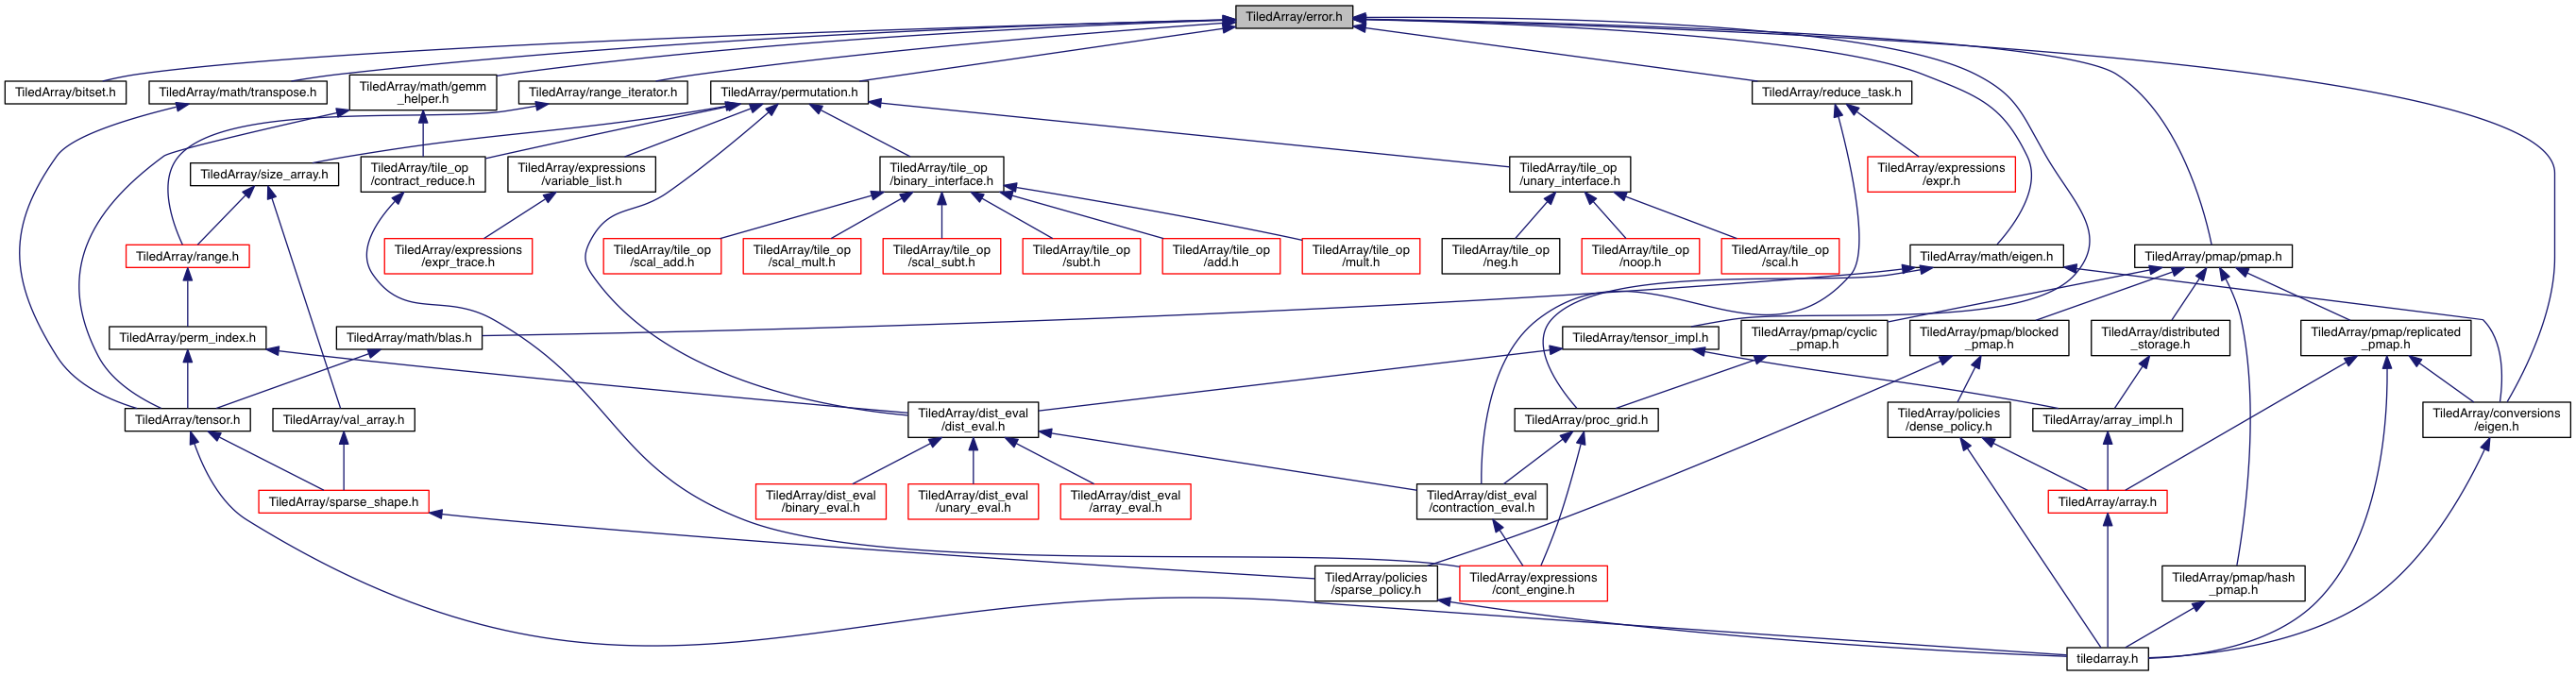 TiledArray/error.h
TiledArray/bitset.h
TiledArray/math/transpose.h
TiledArray/math/gemm
_helper.h
TiledArray/range_iterator.h
TiledArray/permutation.h
TiledArray/reduce_task.h
TiledArray/size_array.h
TiledArray/tile_op
/contract_reduce.h
TiledArray/expressions
/variable_list.h
TiledArray/tile_op
/binary_interface.h
TiledArray/tile_op
/unary_interface.h
TiledArray/expressions
/expr.h
TiledArray/range.h
TiledArray/expressions
/expr_trace.h
TiledArray/tile_op
/scal_add.h
TiledArray/tile_op
/scal_mult.h
TiledArray/tile_op
/scal_subt.h
TiledArray/tile_op
/subt.h
TiledArray/tile_op
/add.h
TiledArray/tile_op
/mult.h
TiledArray/tile_op
/neg.h
TiledArray/tile_op
/noop.h
TiledArray/tile_op
/scal.h
TiledArray/math/eigen.h
TiledArray/pmap/pmap.h
TiledArray/perm_index.h
TiledArray/math/blas.h
TiledArray/tensor_impl.h
TiledArray/pmap/cyclic
_pmap.h
TiledArray/pmap/blocked
_pmap.h
TiledArray/distributed
_storage.h
TiledArray/pmap/replicated
_pmap.h
TiledArray/tensor.h
TiledArray/val_array.h
TiledArray/dist_eval
/dist_eval.h
TiledArray/proc_grid.h
TiledArray/policies
/dense_policy.h
TiledArray/array_impl.h
TiledArray/conversions
/eigen.h
TiledArray/sparse_shape.h
TiledArray/dist_eval
/binary_eval.h
TiledArray/dist_eval
/unary_eval.h
TiledArray/dist_eval
/array_eval.h
TiledArray/dist_eval
/contraction_eval.h
TiledArray/array.h
TiledArray/policies
/sparse_policy.h
TiledArray/expressions
/cont_engine.h
TiledArray/pmap/hash
_pmap.h
tiledarray.h